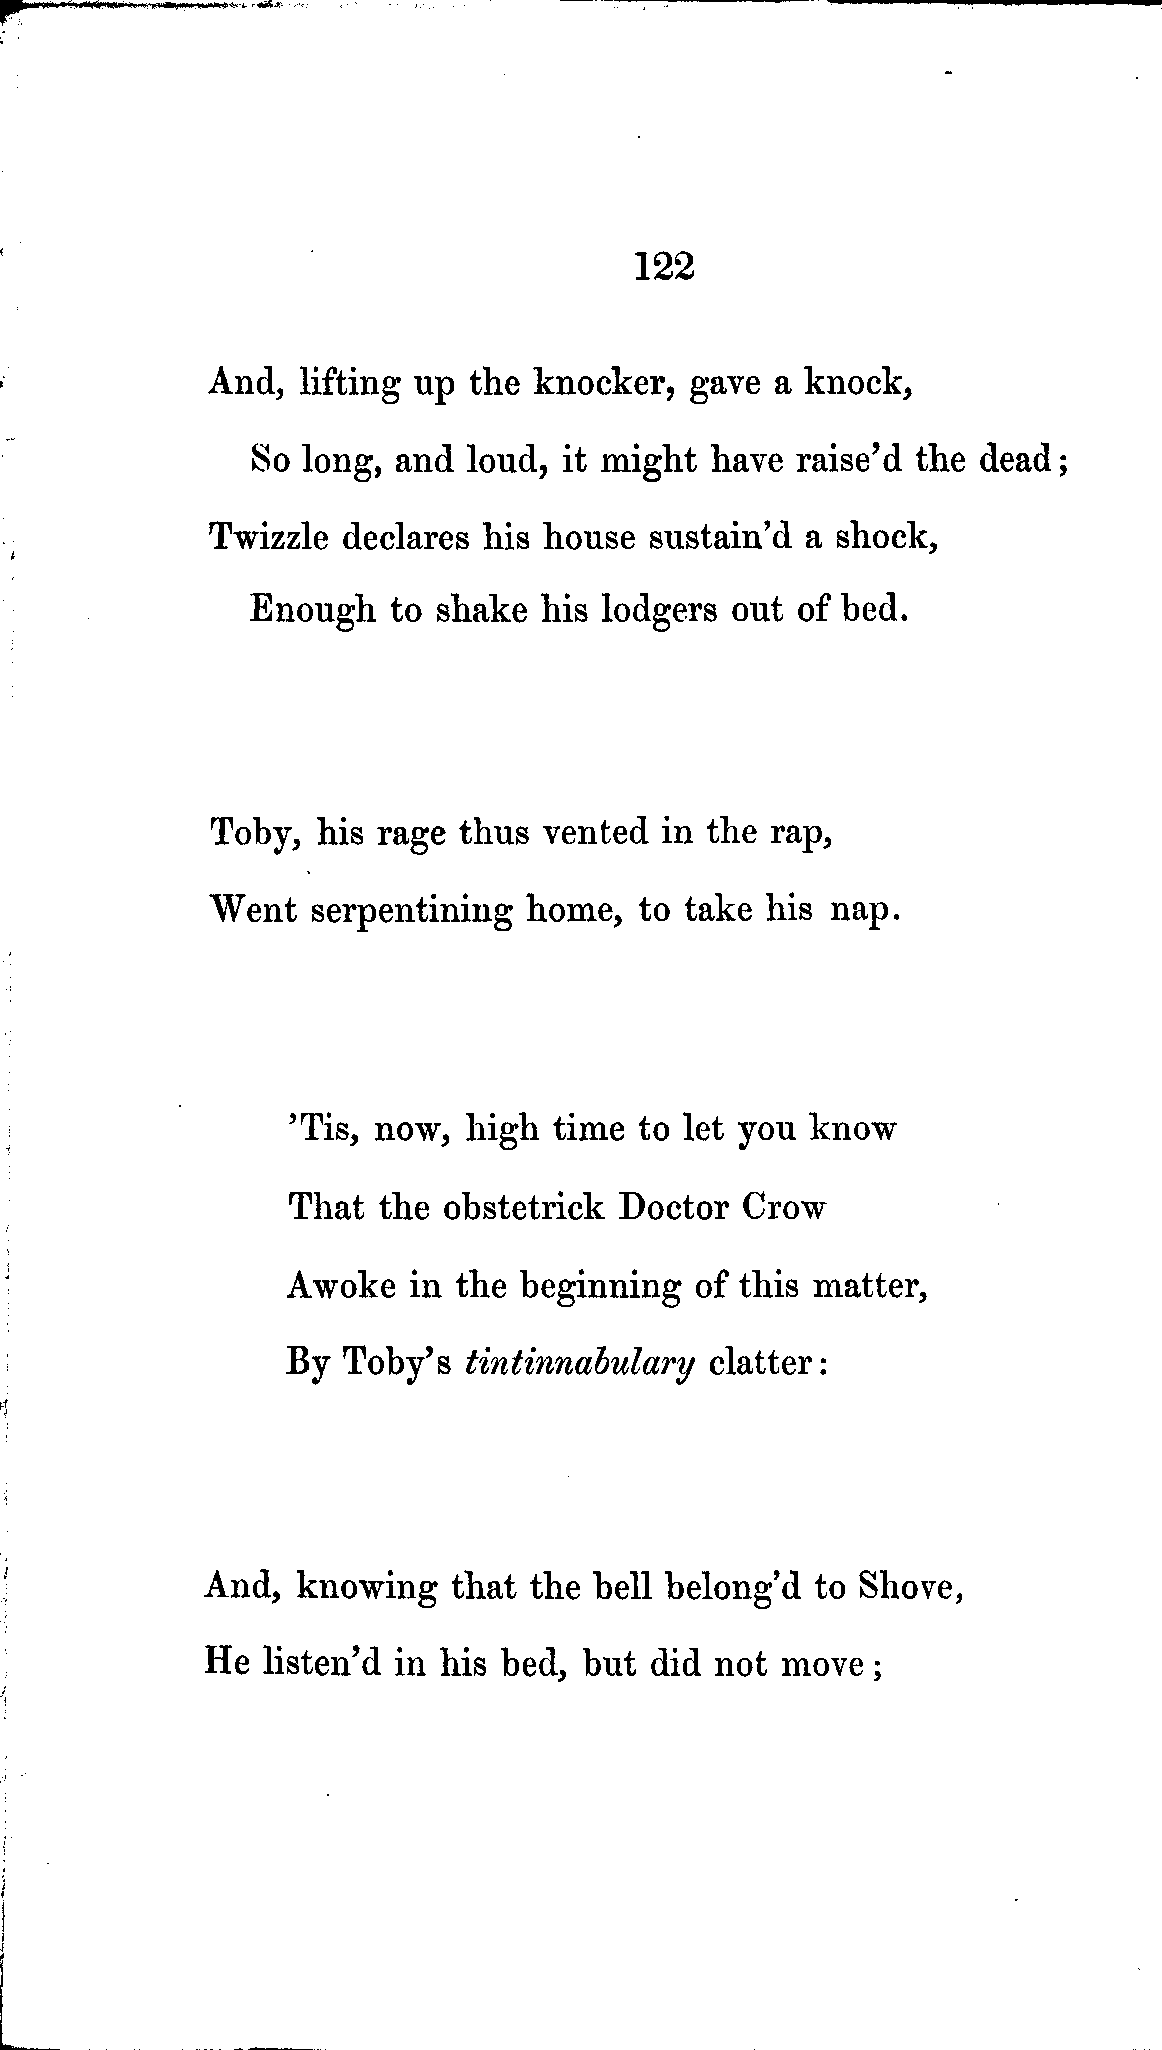 122
And, lifting up the knocker, gave a knock,
So long, and loud, it might have raise'd the dead;
Twizzle declares his house sustain'd a shock,
Enough to shake his lodgers out of bed.
Toby, his rage thus vented in the rap,
Went serpentining home, to take his nap.
'Tis, now, high time to let you know
That the obstetrick Doctor Crow
Awoke in the beginning of this matter,
By Toby's tintinnabulary clatter:
And, knowing that the bell belong'd to Shove,
He listen'd in his bed, but did not move;